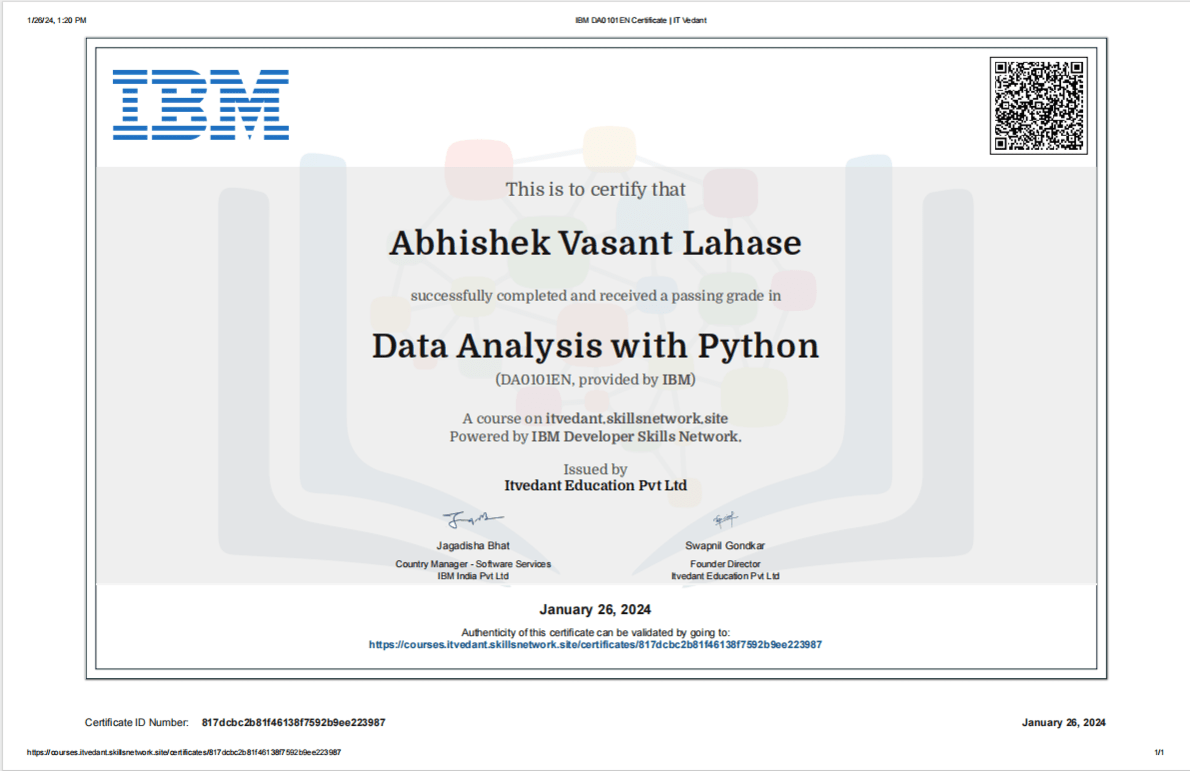 1/26/24, 1:20 PM
IBM DA0101EN Certificate | IT Vedant
IBM
This is to certify that
Abhishek Vasant Lahase
successfully completed and received a passing grade in
Data Analysis with Python
(DA0101EN, provided by IBM)
A course on itvedant.skillsnetwork.site
Powered by IBM Developer Skills Network.
Issued by
Itvedant Education Pvt Ltd
Jagadisha Bhat
Country Manager - Software Services
IBM India Pvt Ltd
Swapnil Gondkar
Founder Director
Itvedant Education Pvt Ltd
January 26, 2024
Authenticity of this certificate can be validated by going to:
https://courses.itvedant.skillsnetwork.site/certificates/817dcbc2b81f46138f7592b9ee223987
Certificate ID Number: 817dcbc2b81f46138f7592b9ee223987
January 26, 2024
https://courses.itvedant.skillsnetwork.site/certificates/817dcbc2b81f46138f7592b9ee223987
1/1